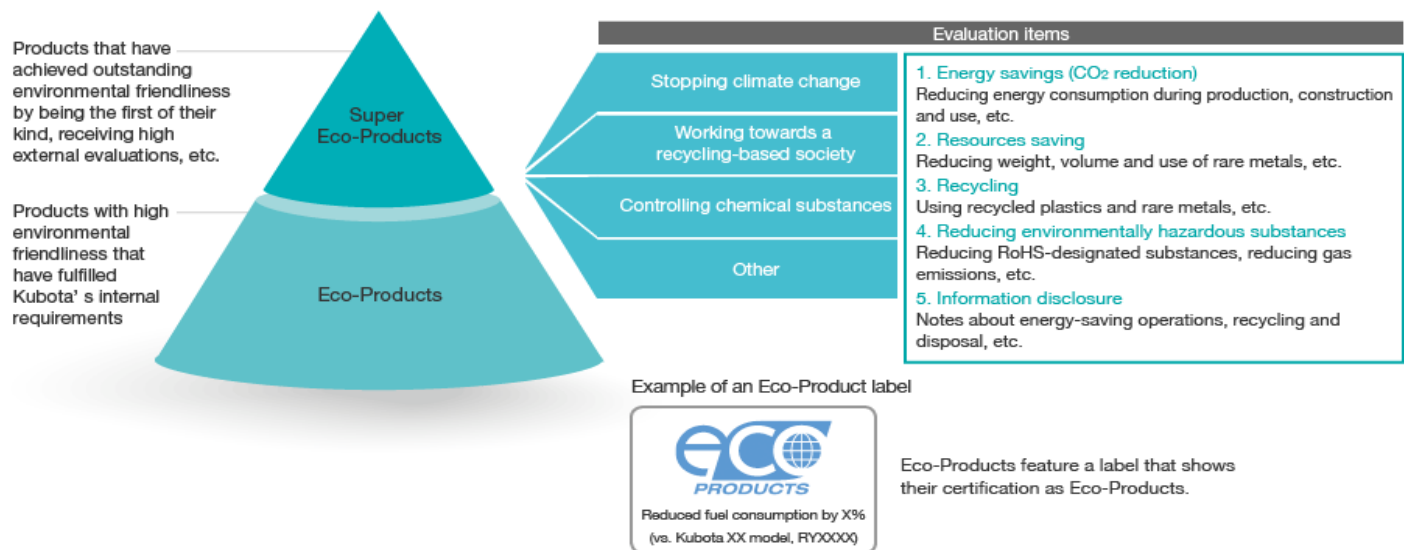 Products that have
achieved outstanding
environmental friendliness
by being the first of their
kind, receiving high
external evaluations, etc.
Products with high
environmental
friendliness that
have fulfilled
Kubota' s internal
requirements
Super
Eco-Products
Eco-Products
Evaluation items
Stopping climate change
Working towards a
recycling-based society
Controlling chemical substances
Other
1. Energy savings (CO2 reduction)
Reducing energy consumption during production, construction
and use, etc.
2. Resources saving
Reducing weight, volume and use of rare metals, etc.
3. Recycling
Using recycled plastics and rare metals, etc.
4. Reducing environmentally hazardous substances
Reducing RoHS-designated substances, reducing gas
emissions, etc.
5. Information disclosure
Notes about energy-saving operations, recycling and
disposal, etc.
Example of an Eco-Product label
eco
PRODUCTS
Reduced fuel consumption by X%
(vs. Kubota XX model, RYXXXX)
Eco-Products feature a label that shows
their certification as Eco-Products.